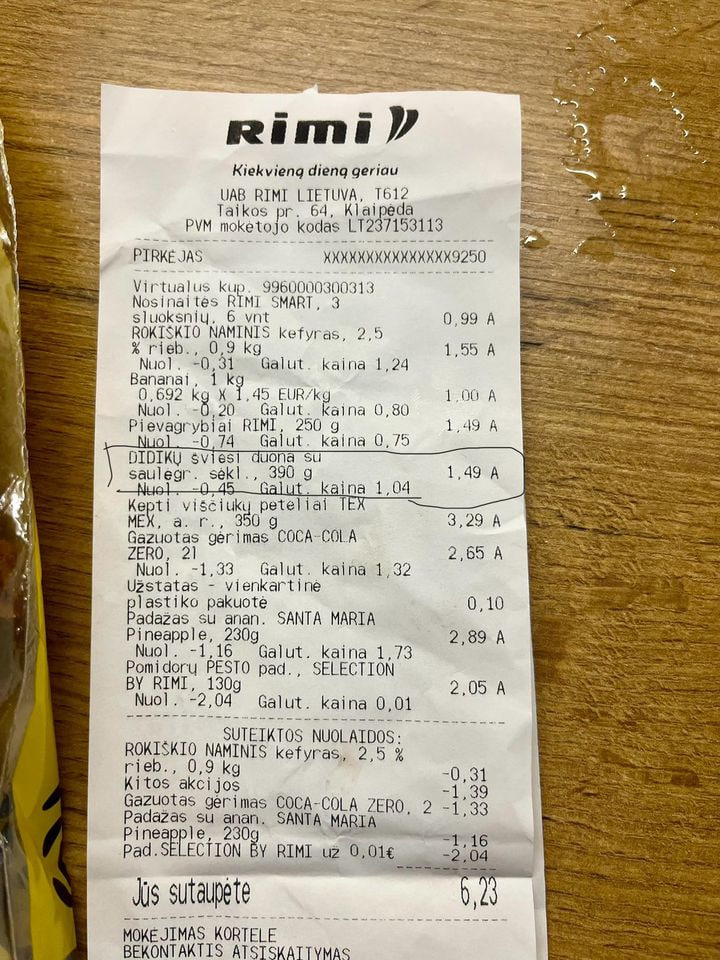 Rimi
Kiekvieną dieną geriau
UAB RIMI LIETUVA, T612
Taikos pr. 64, Klaipėda
PVM mokėtojo kodas LT237153113
PIRKĖJAS XXXXXXXXXXXXXXX9250
Virtualus kup. 9960000300313
Nosinaitės RIMI SMART, 3
sluoksnių, 6 vnt 0,99 A
ROKIŠKIO NAMINIS kefyras, 2,5
% rieb., 0,9 kg 1,55 A
Nuol. -0,31 Galut. kaina 1,24
Bananai, 1 kg
0,692 kg X 1,45 EUR/kg 1,00 A
Nuol. -0,20 Galut. kaina 0,80
Pievagrybiai RIMI, 250 g 1,49 A
Nuol. -0,74 Galut. kaina 0,75
DIDIKŲ šviesi duona su
saulėgr. sėkl., 390 g 1,49 A
Nuol. -0,45 Galut. kaina 1,04
Kepti viščiukų peteliai TEX
MEX, a. r., 350 g 3,29 A
Gazuotas gėrimas COCA-COLA
ZERO, 2l 2,65 A
Nuol. -1,33 Galut. kaina 1,32
Užstatas - vienkartinė
plastiko pakuotė 0,10
Padažas su anan. SANTA MARIA
Pineapple, 230g 2,89 A
Nuol. -1,16 Galut. kaina 1,73
Pomidorų PESTO pad., SELECTION
BY RIMI, 130g 2,05 A
Nuol. -2,04 Galut. kaina 0,01
SUTEIKTOS NUOLAIDOS:
ROKIŠKIO NAMINIS kefyras, 2,5 %
rieb., 0,9 kg -0,31
Kitos akcijos -1,39
Gazuotas gėrimas COCA-COLA ZERO, 2 -1,33
Padažas su anan. SANTA MARIA
Pineapple, 230g -1,16
Pad.SELECTION BY RIMI už 0,01€ -2,04
Jūs sutaupėte 6,23
MOKĖJIMAS KORTELE
BEKONTAKTIS ATSISKAITYMAS